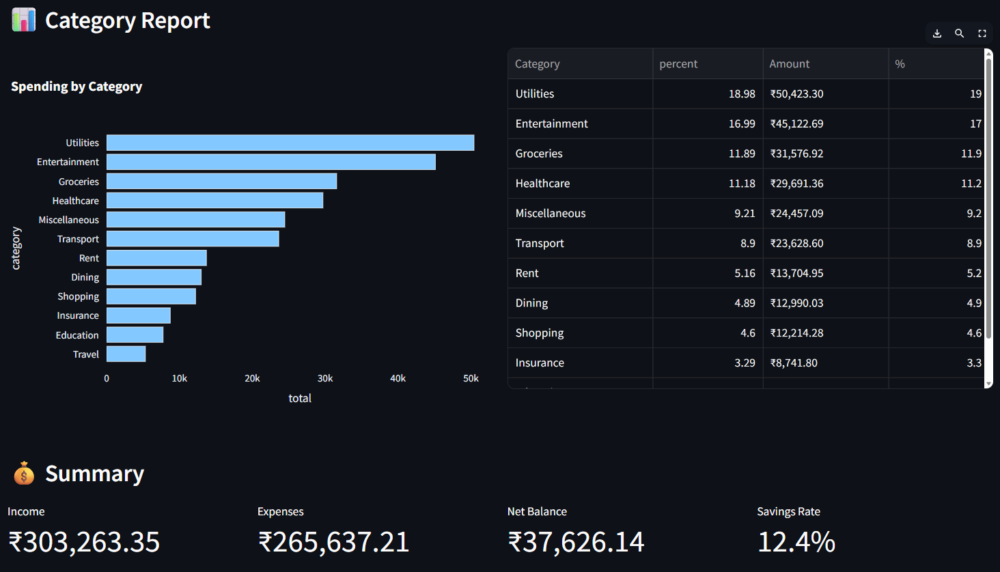 Category Report
Spending by Category
category
Utilities
Entertainment
Groceries
Healthcare
Miscellaneous
Transport
Rent
Dining
Shopping
Insurance
Education
Travel
0 10k 20k 30k 40k 50k
total
Category percent Amount %
Utilities 18.98 ₹50,423.30 19
Entertainment 16.99 ₹45,122.69 17
Groceries 11.89 ₹31,576.92 11.9
Healthcare 11.18 ₹29,691.36 11.2
Miscellaneous 9.21 ₹24,457.09 9.2
Transport 8.9 ₹23,628.60 8.9
Rent 5.16 ₹13,704.95 5.2
Dining 4.89 ₹12,990.03 4.9
Shopping 4.6 ₹12,214.28 4.6
Insurance 3.29 ₹8,741.80 3.3
Summary
Income Expenses Net Balance Savings Rate
₹303,263.35 ₹265,637.21 ₹37,626.14 12.4%